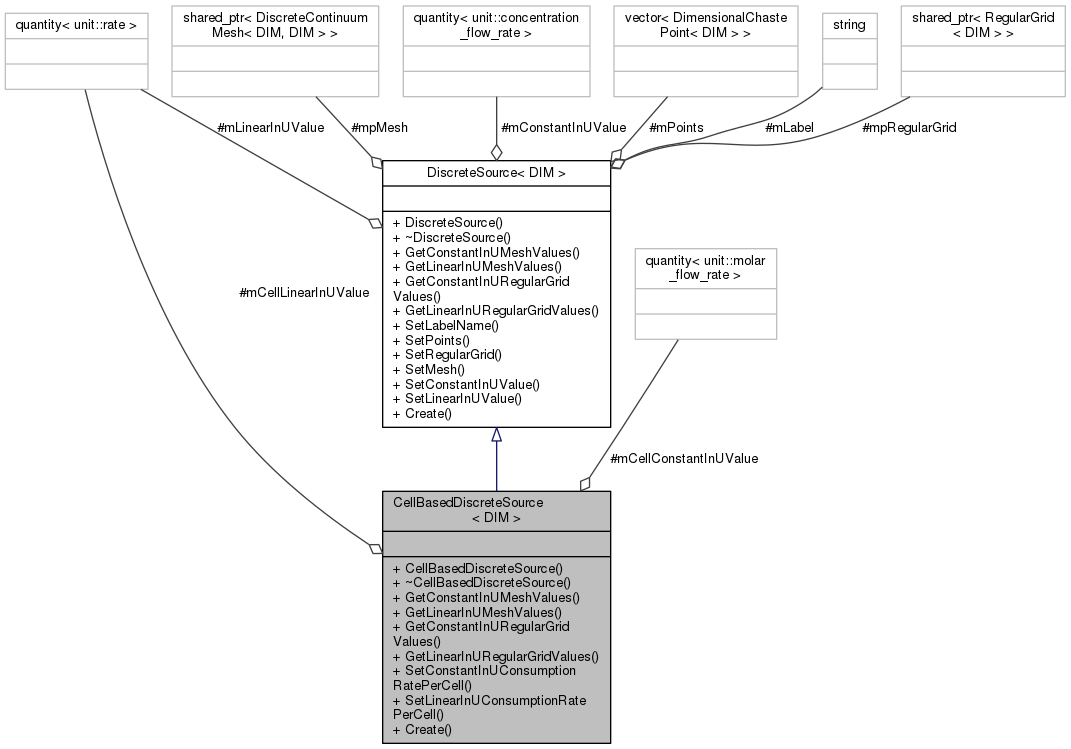 quantity< unit::rate >
shared_ptr< DiscreteContinuum
Mesh< DIM, DIM > >
quantity< unit::concentration
_flow_rate >
vector< DimensionalChaste
Point< DIM > >
string
shared_ptr< RegularGrid
< DIM > >
#mLinearInUValue
#mpMesh
#mConstantInUValue
#mPoints
#mLabel
#mpRegularGrid
DiscreteSource< DIM >
+ DiscreteSource()
+ ~DiscreteSource()
+ GetConstantInUMeshValues()
+ GetLinearInUMeshValues()
+ GetConstantInURegularGrid
Values()
+ GetLinearInURegularGridValues()
+ SetLabelName()
+ SetPoints()
+ SetRegularGrid()
+ SetMesh()
+ SetConstantInUValue()
+ SetLinearInUValue()
+ Create()
quantity< unit::molar
_flow_rate >
#mCellLinearInUValue
#mCellConstantInUValue
CellBasedDiscreteSource
< DIM >
+ CellBasedDiscreteSource()
+ ~CellBasedDiscreteSource()
+ GetConstantInUMeshValues()
+ GetLinearInUMeshValues()
+ GetConstantInURegularGrid
Values()
+ GetLinearInURegularGridValues()
+ SetConstantInUConsumption
RatePerCell()
+ SetLinearInUConsumptionRate
PerCell()
+ Create()